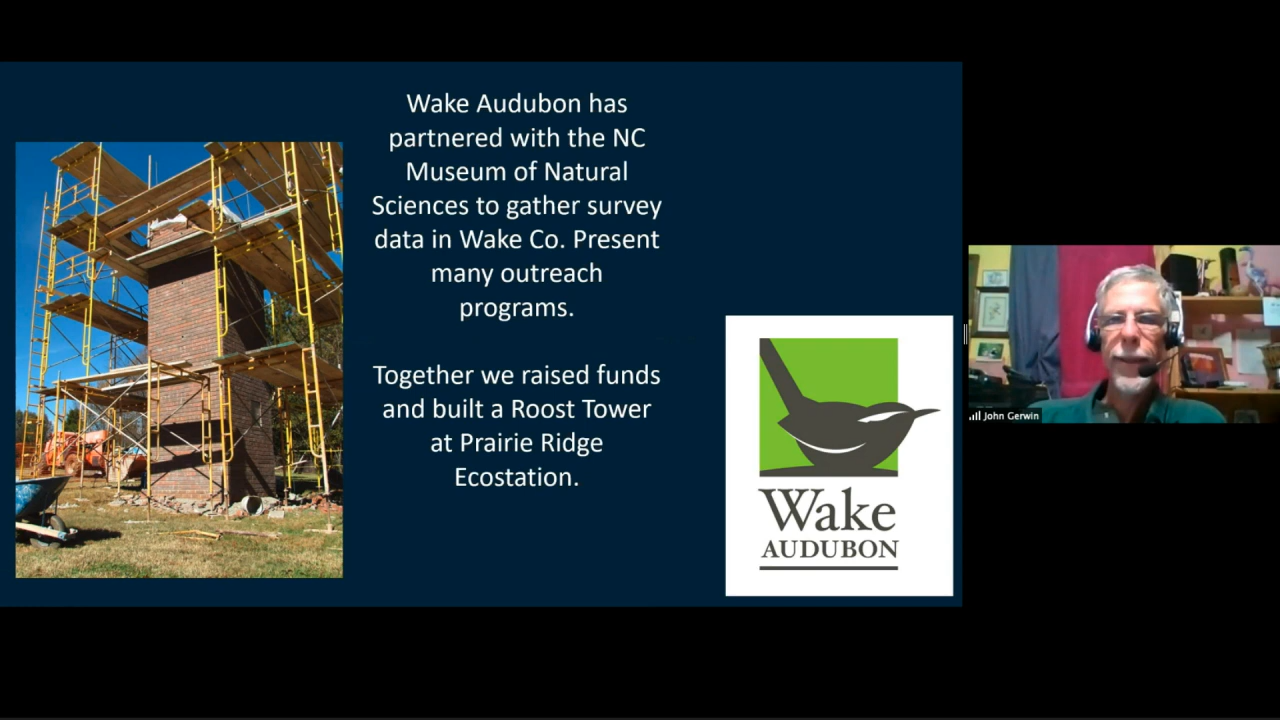 Wake Audubon has
partnered with the NC
Museum of Natural
Sciences to gather survey
data in Wake Co. Present
many outreach
programs.
Together we raised funds
and built a Roost Tower
at Prairie Ridge
Ecostation.
Wake
AUDUBON
John Gerwin